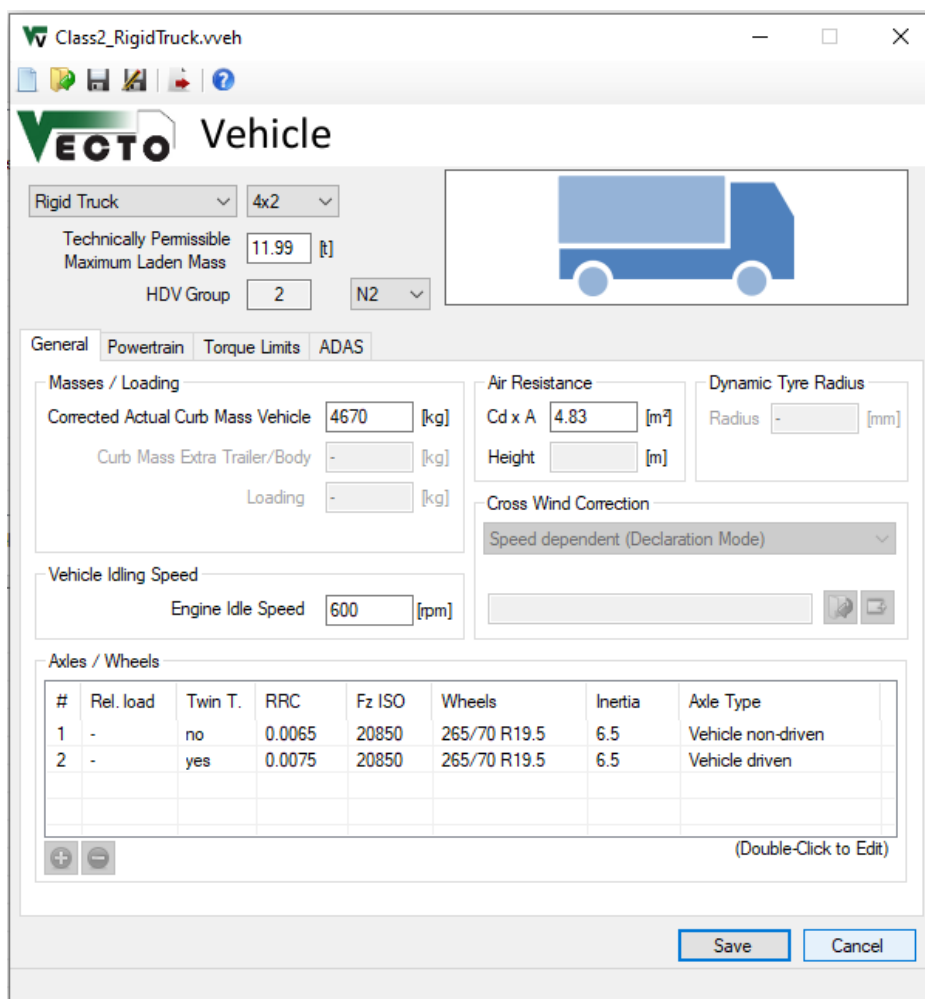 Class2_RigidTruck.vveh
VECTO Vehicle
Rigid Truck 4x2
Technically Permissible
Maximum Laden Mass 11.99 [t]
HDV Group 2 N2
General Powertrain Torque Limits ADAS
Masses / Loading
Corrected Actual Curb Mass Vehicle 4670 [kg]
Curb Mass Extra Trailer/Body - [kg]
Loading - [kg]
Air Resistance
Cd x A 4.83 [m²]
Height [m]
Dynamic Tyre Radius
Radius - [mm]
Cross Wind Correction
Speed dependent (Declaration Mode)
Vehicle Idling Speed
Engine Idle Speed 600 [rpm]
Axles / Wheels
# Rel. load Twin T. RRC Fz ISO Wheels Inertia Axle Type
1 - no 0.0065 20850 265/70 R19.5 6.5 Vehicle non-driven
2 - yes 0.0075 20850 265/70 R19.5 6.5 Vehicle driven
(Double-Click to Edit)
Save Cancel